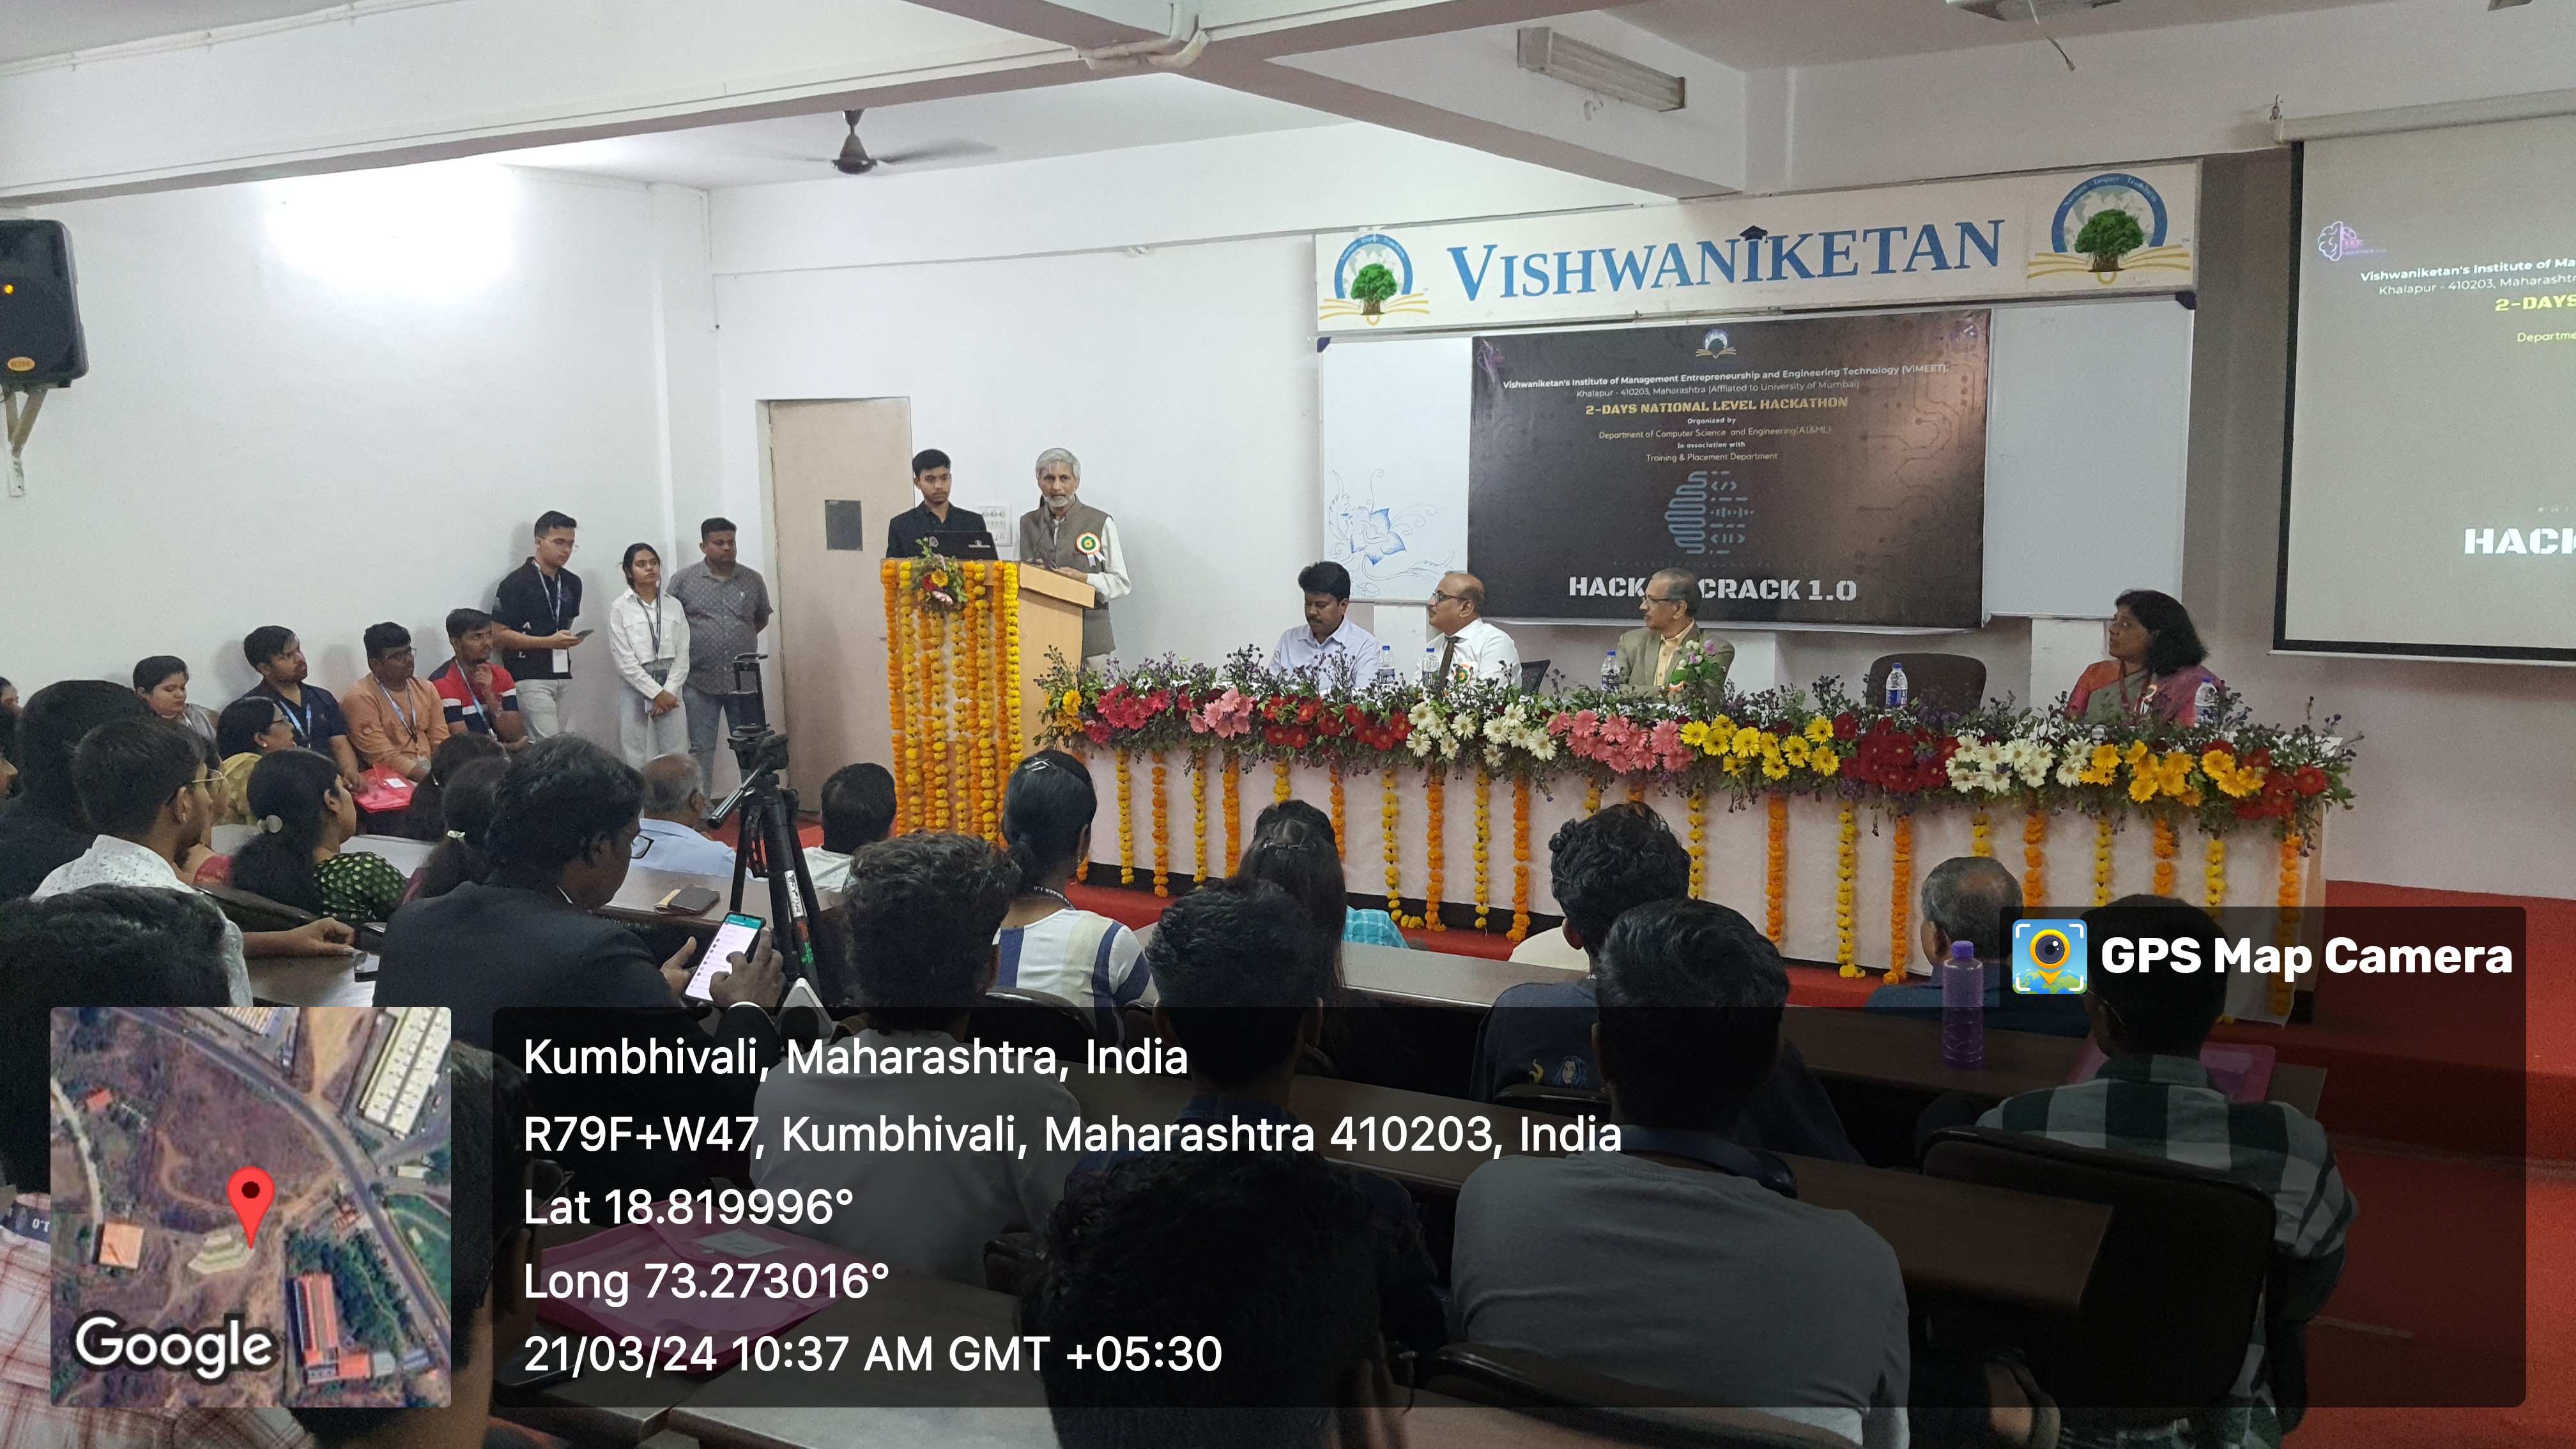 VISHWANIKETAN
Vishwaniketan's Institute of Management Entrepreneurship and Engineering Technology (ViMEET),
Khalapur - 410203, Maharashtra (Affliated to University of Mumbai)
2-DAYS NATIONAL LEVEL HACKATHON
Organized by
Department of Computer Science and Engineering(AI&ML)
In association with
Training & Placement Department
HACK CRACK 1.0
Vishwaniketan's Institute of Ma
Khalapur - 410203, Maharashtr
2-DAYS
Departme
HACK
GPS Map Camera
Kumbhivali, Maharashtra, India
R79F+W47, Kumbhivali, Maharashtra 410203, India
Lat 18.819996°
Long 73.273016°
21/03/24 10:37 AM GMT +05:30
Google